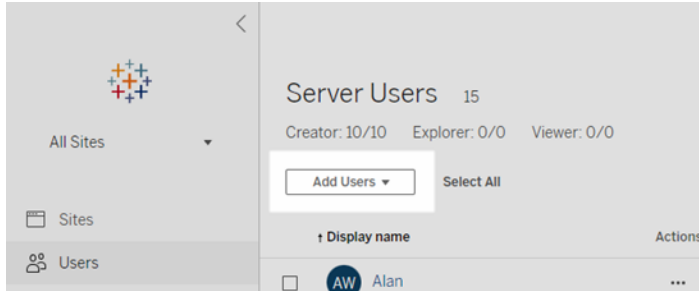 Server Users 15
Creator: 10/10 Explorer: 0/0 Viewer: 0/0
All Sites
Add Users Select All
Sites
↑ Display name Actions
Users
AW Alan